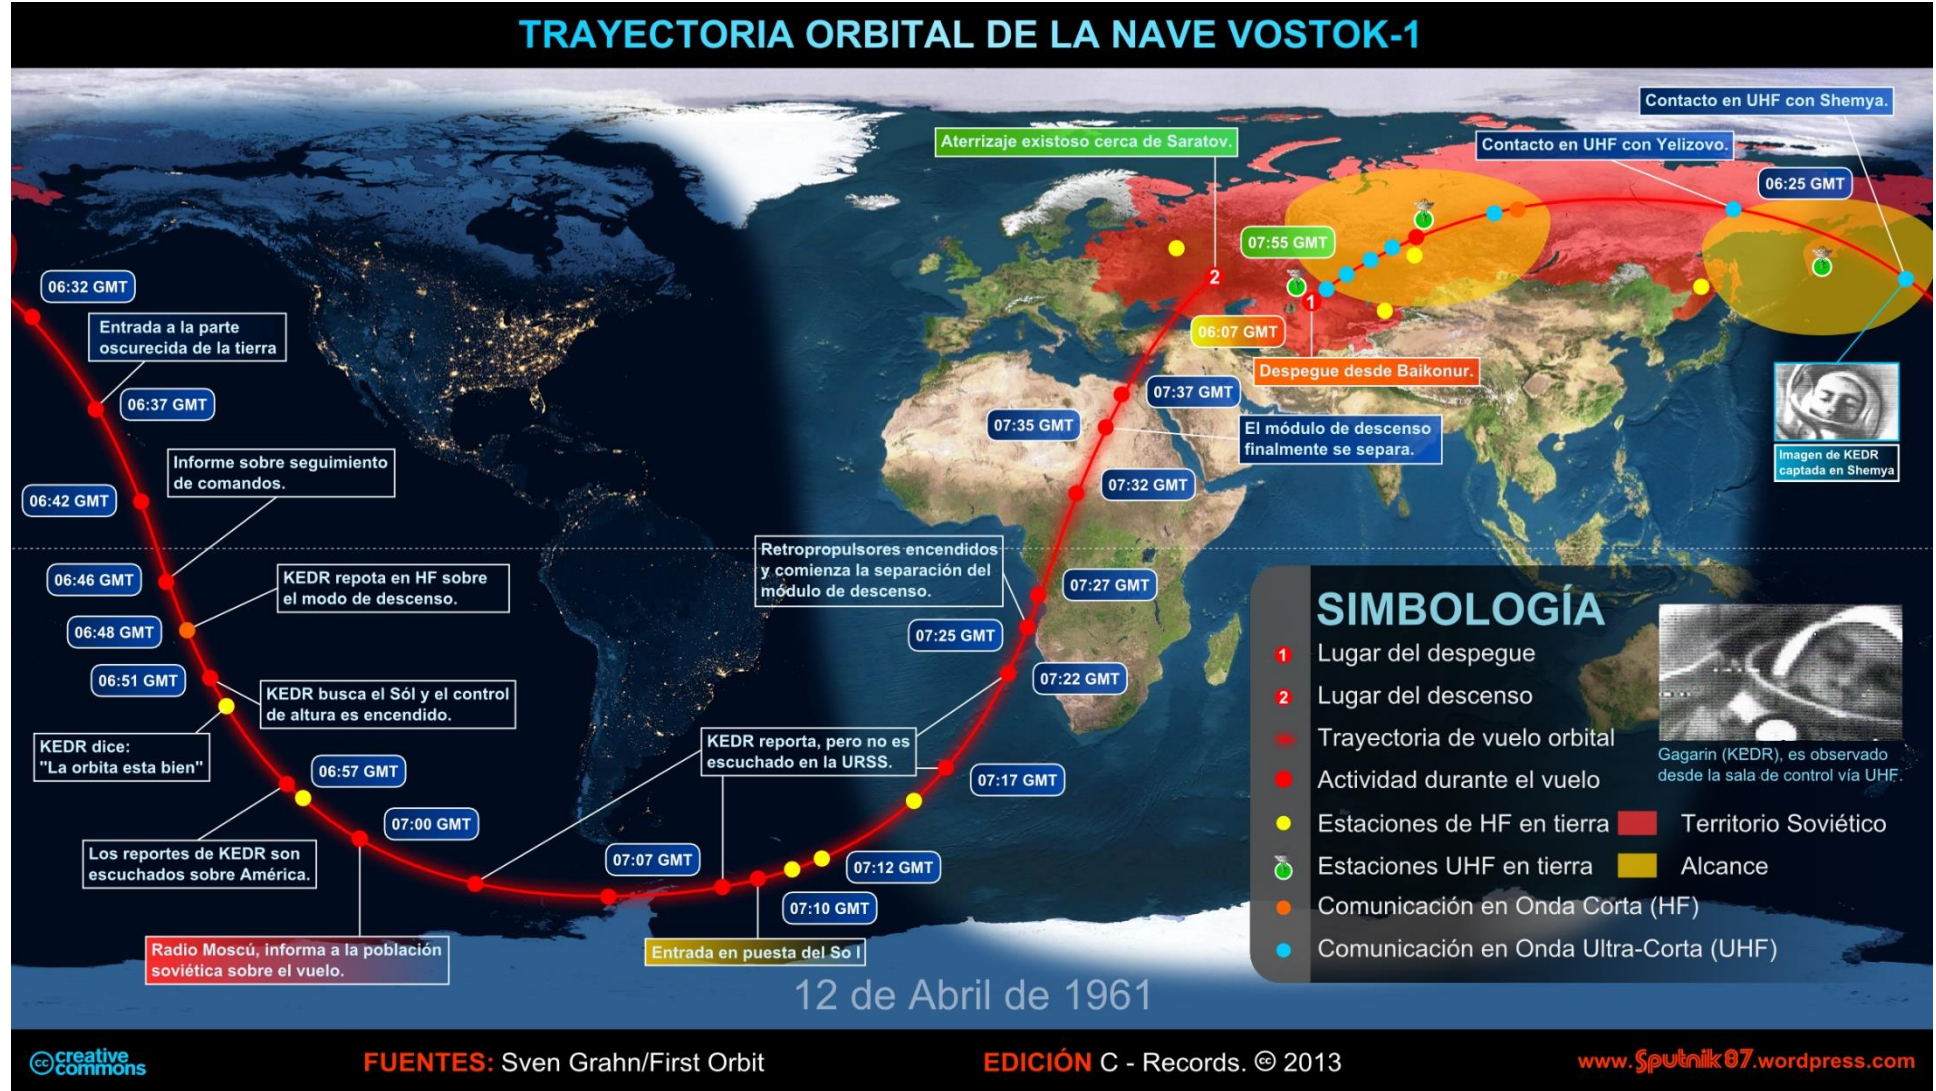 TRAYECTORIA ORBITAL DE LA NAVE VOSTOK-1
Contacto en UHF con Shemya.
Aterrizaje existoso cerca de Saratov.
Contacto en UHF con Yelizovo.
06:25 GMT
07:55 GMT
2
1
06:07 GMT
Despegue desde Baikonur.
06:32 GMT
Entrada a la parte
oscurecida de la tierra
06:37 GMT
Informe sobre seguimiento
de comandos.
06:42 GMT
06:46 GMT
KEDR repota en HF sobre
el modo de descenso.
06:48 GMT
06:51 GMT
KEDR busca el Sól y el control
de altura es encendido.
KEDR dice:
"La orbita esta bien"
06:57 GMT
07:00 GMT
Los reportes de KEDR son
escuchados sobre América.
Radio Moscú, informa a la población
soviética sobre el vuelo.
07:07 GMT
KEDR reporta, pero no es
escuchado en la URSS.
Entrada en puesta del So l
07:10 GMT
07:12 GMT
07:17 GMT
07:22 GMT
07:25 GMT
Retropropulsores encendidos
y comienza la separación del
módulo de descenso.
07:27 GMT
07:32 GMT
07:35 GMT
El módulo de descenso
finalmente se separa.
07:37 GMT
Imagen de KEDR
captada en Shemya
SIMBOLOGÍA
1 Lugar del despegue
2 Lugar del descenso
Trayectoria de vuelo orbital
Actividad durante el vuelo
Estaciones de HF en tierra
Territorio Soviético
Estaciones UHF en tierra
Alcance
Comunicación en Onda Corta (HF)
Comunicación en Onda Ultra-Corta (UHF)
Gagarin (KEDR), es observado
desde la sala de control vía UHF.
12 de Abril de 1961
cc creative
commons
FUENTES: Sven Grahn/First Orbit
EDICIÓN C - Records. cc 2013
www.Sputnik87.wordpress.com